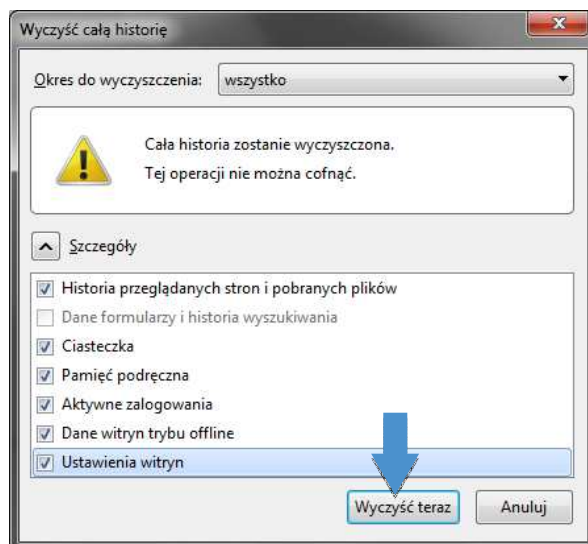 Wyczyść całą historię
Okres do wyczyszczenia: wszystko
Cała historia zostanie wyczyszczona.
Tej operacji nie można cofnąć.
Szczegóły
Historia przeglądanych stron i pobranych plików
Dane formularzy i historia wyszukiwania
Ciasteczka
Pamięć podręczna
Aktywne zalogowania
Dane witryn trybu offline
Ustawienia witryn
Wyczyść teraz Anuluj